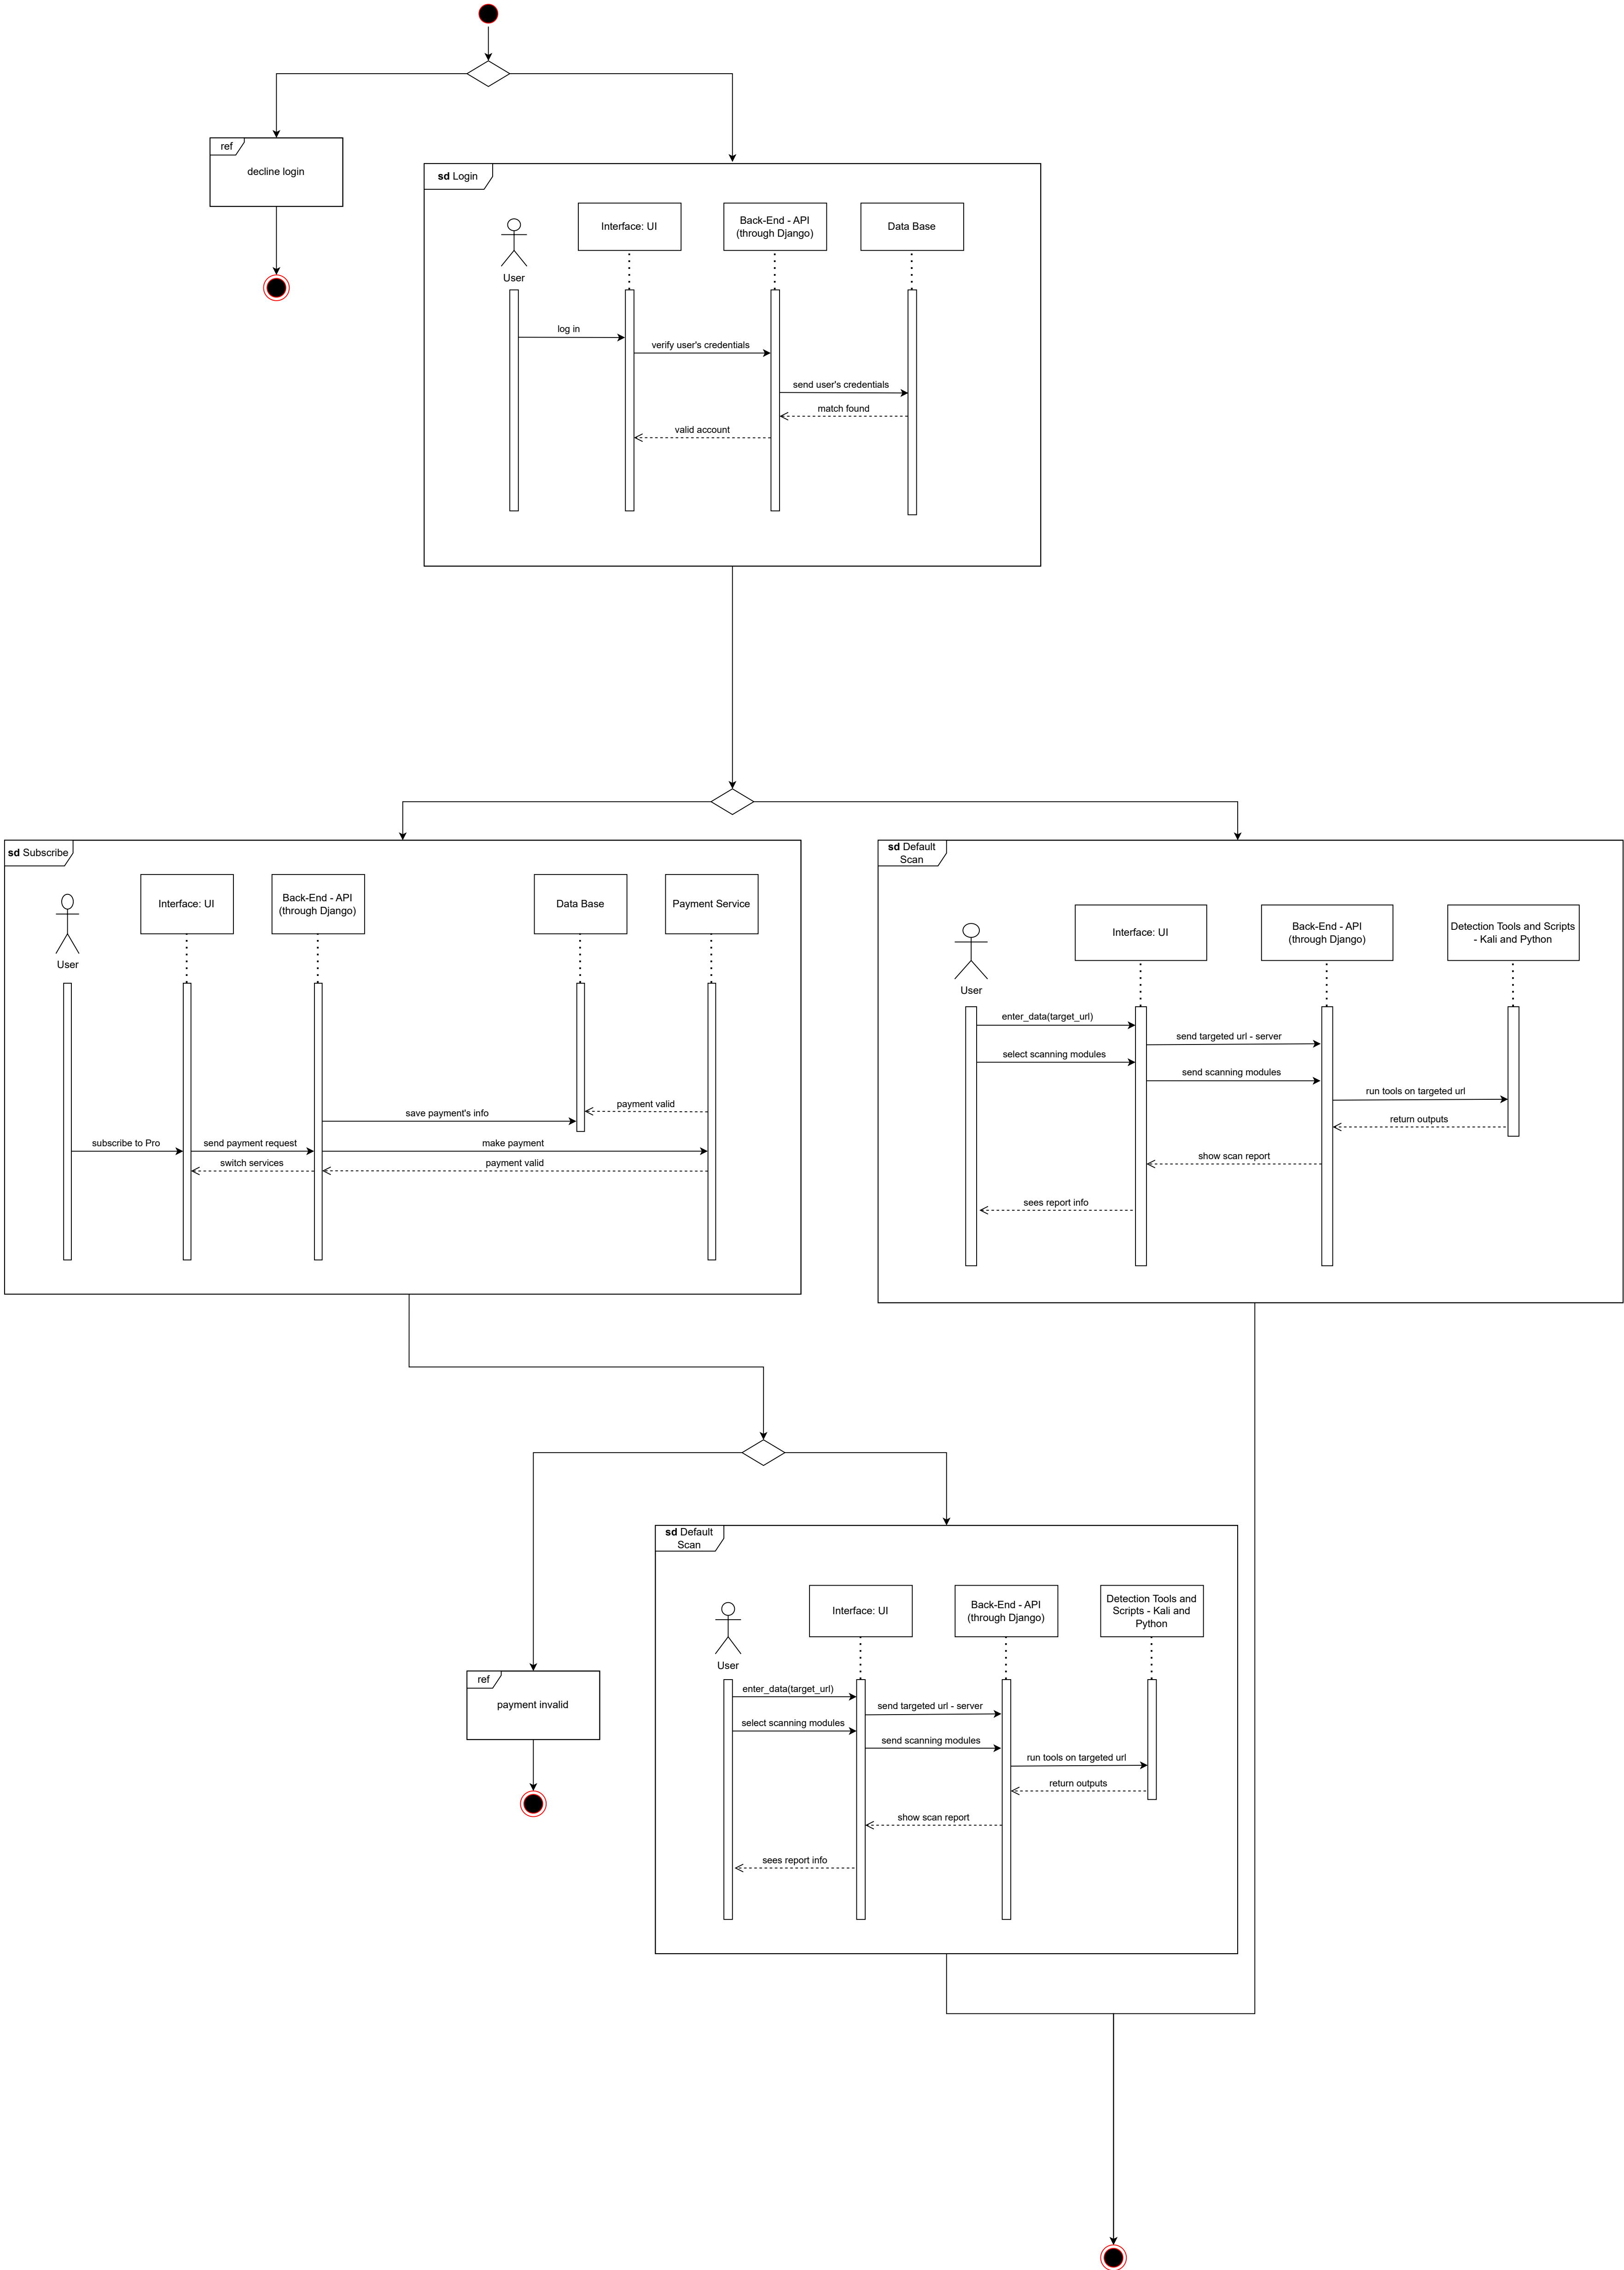 ref
decline login
sd Login
Interface: UI
Back-End - API
(through Django)
Data Base
User
log in
verify user's credentials
send user's credentials
match found
valid account
sd Subscribe
Interface: UI
Back-End - API
(through Django)
Data Base
Payment Service
User
payment valid
save payment's info
subscribe to Pro
send payment request
make payment
switch services
payment valid
sd Default
Scan
Interface: UI
Back-End - API
(through Django)
Detection Tools and Scripts
- Kali and Python
User
enter_data(target_url)
send targeted url - server
select scanning modules
send scanning modules
run tools on targeted url
return outputs
show scan report
sees report info
sd Default
Scan
Interface: UI
Back-End - API
(through Django)
Detection Tools and
Scripts - Kali and
Python
User
ref
payment invalid
enter_data(target_url)
send targeted url - server
select scanning modules
send scanning modules
run tools on targeted url
return outputs
show scan report
sees report info